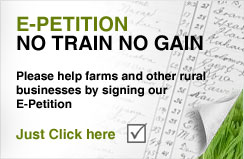 E-PETITION
NO TRAIN NO GAIN
Please help farms and other rural
businesses by signing our
E-Petition
Just Click here